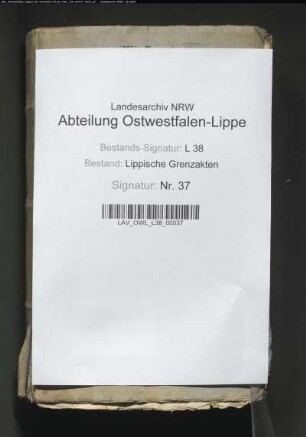 Landesarchiv NRW
Abteilung Ostwestfalen-Lippe
Bestands-Signatur: L 38
Bestand: Lippische Grenzakten
Signatur: Nr. 37
LAV_OWL_L38_00037